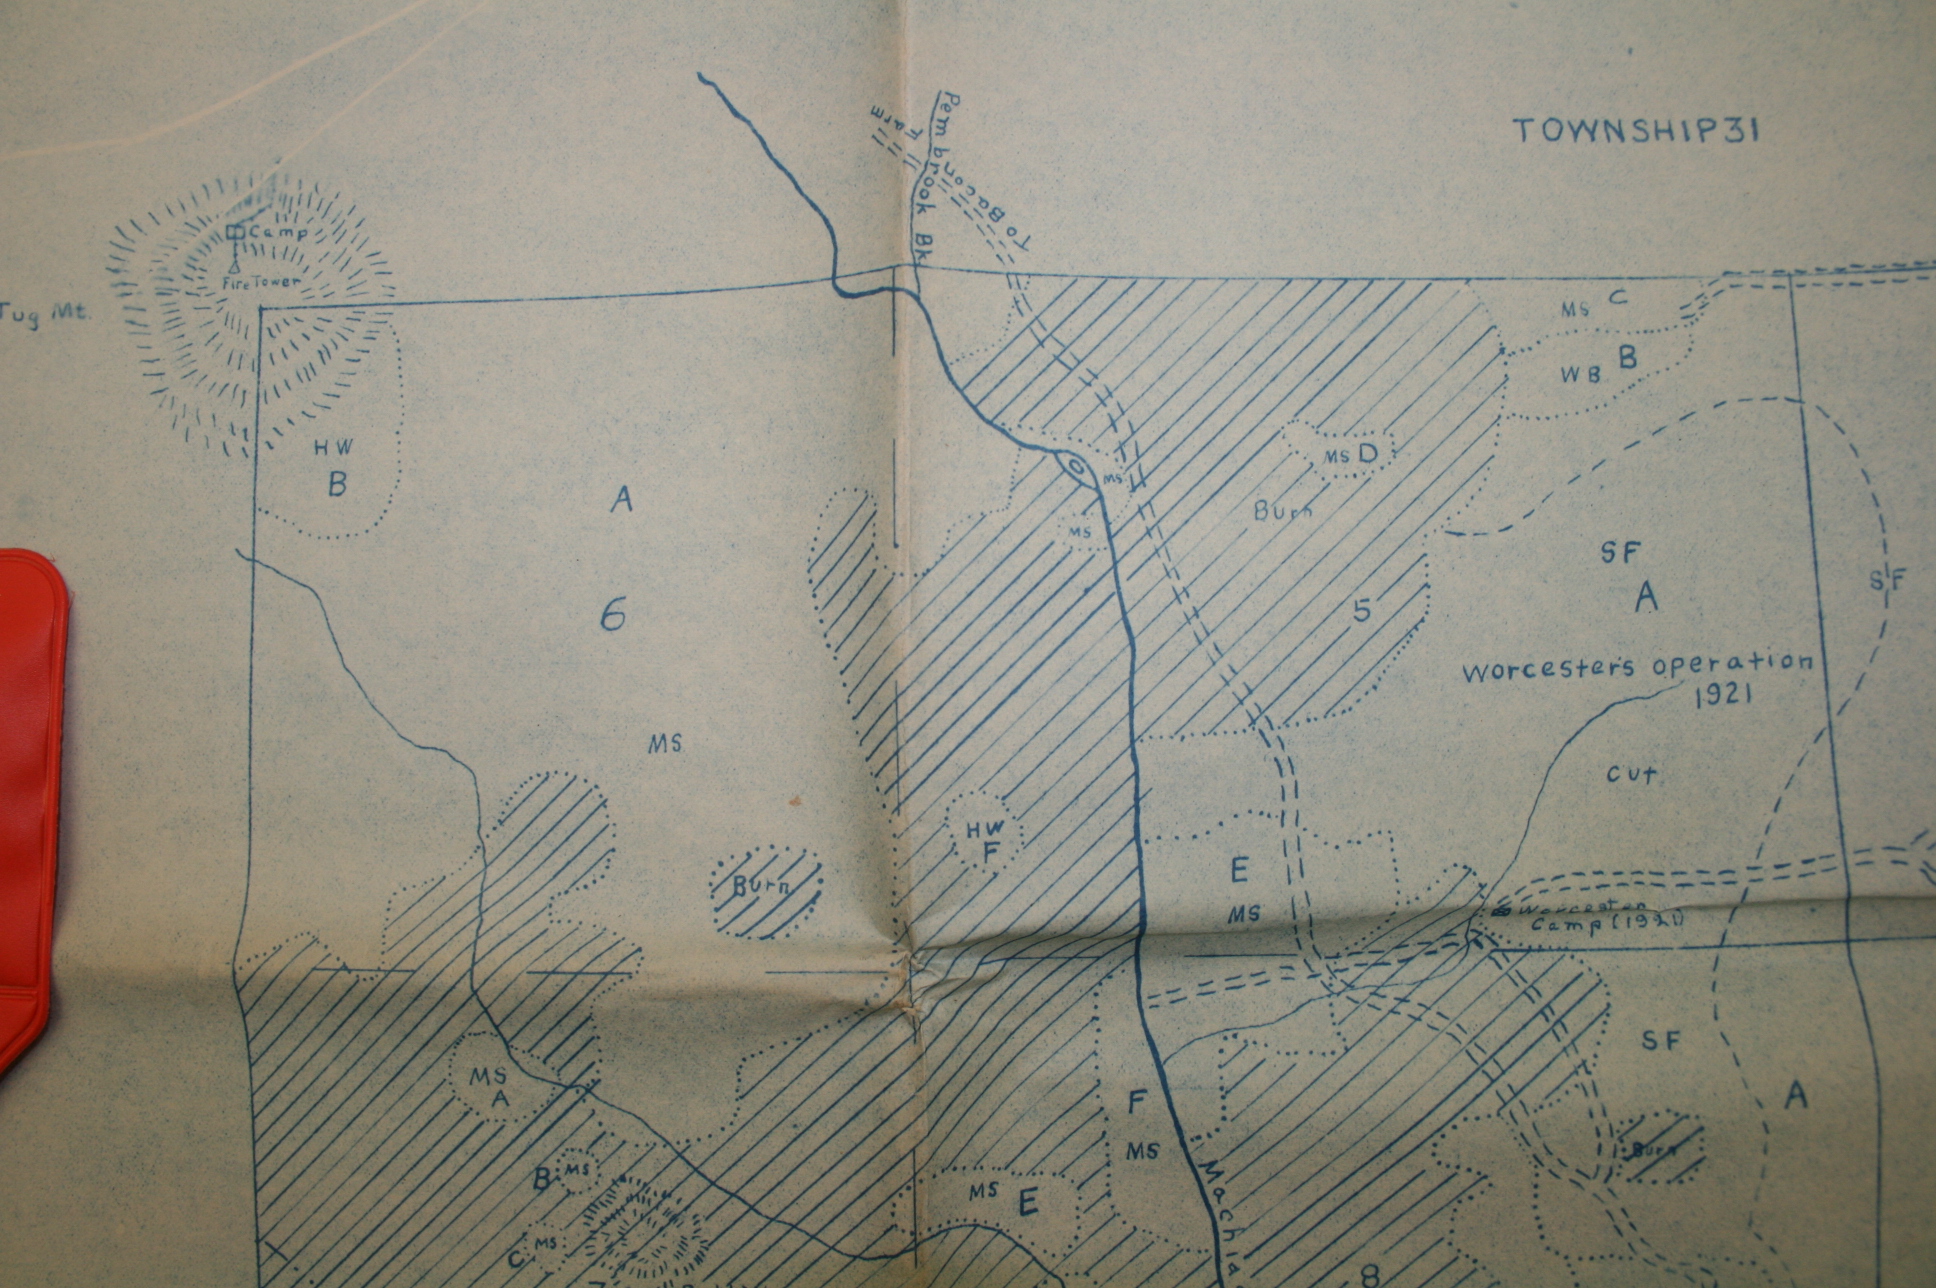 TOWNSHIP 31
Pembrook Bk.
To Bacon Farm
Camp
Fire Tower
Tug Mt.
MS C
WB B
HW
B
A
MS D
MS
MS
Burn
SF
A
SF
6
5
Worcester's operation
1921
MS
Cut
HW
F
E
MS
Burn
Worcester
Camp (1921)
SF
A
MS
A
F
MS
Burn
B MS
MS E
Machias
C MS
7
8